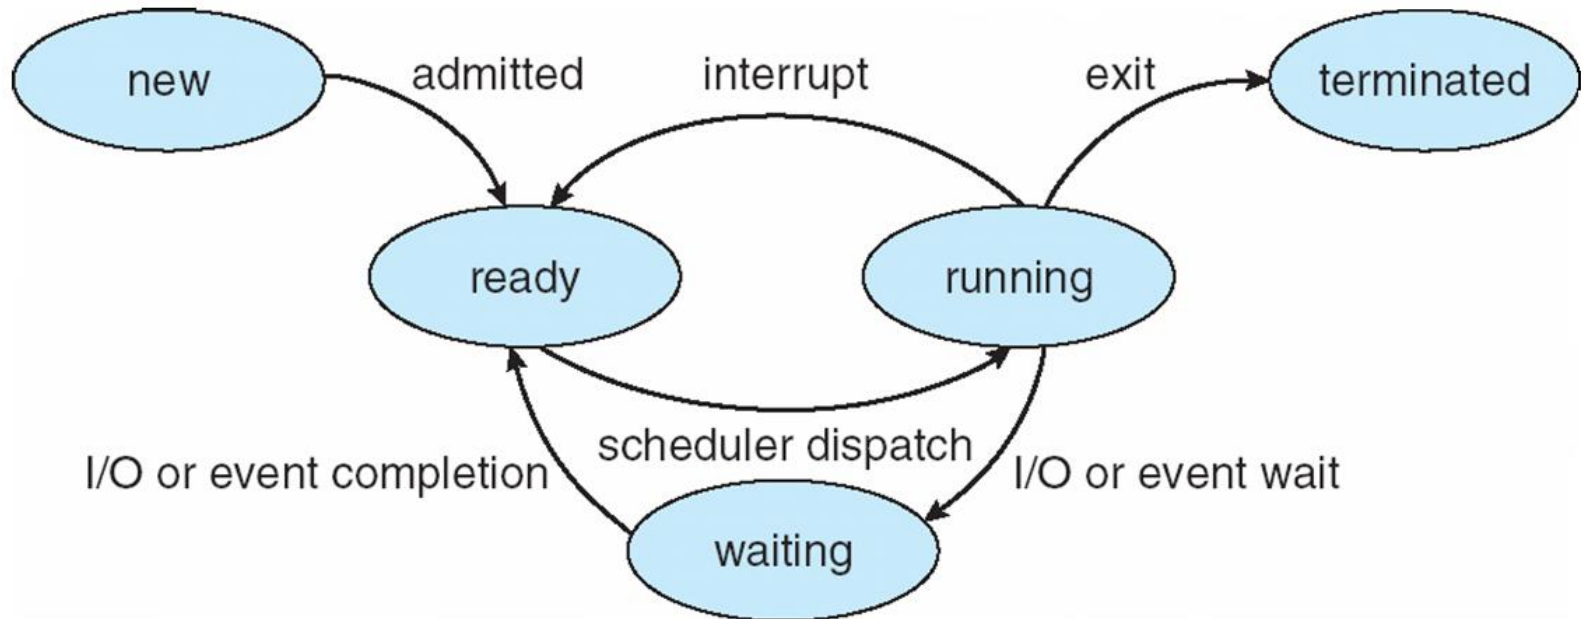 new
admitted
interrupt
exit
terminated
ready
running
scheduler dispatch
I/O or event completion
I/O or event wait
waiting